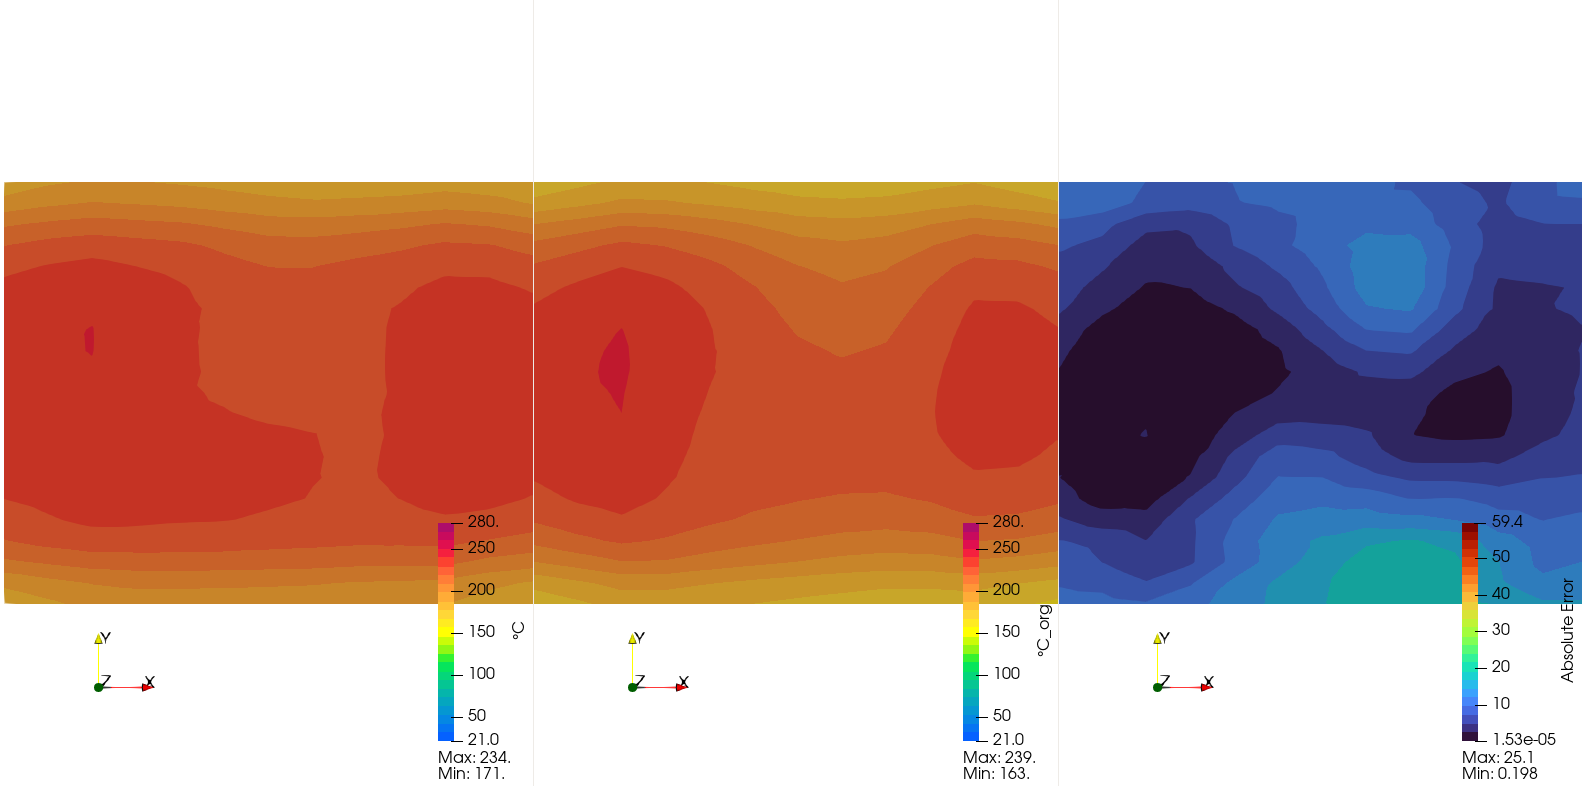 280.
250
200
150
100
50
21.0
°C
Max: 234.
Min: 171.
Y
Z
X
280.
250
200
150
100
50
21.0
°C_org
Max: 239.
Min: 163.
Y
Z
X
59.4
50
40
30
20
10
1.53e-05
Absolute Error
Max: 25.1
Min: 0.198
Y
Z
X